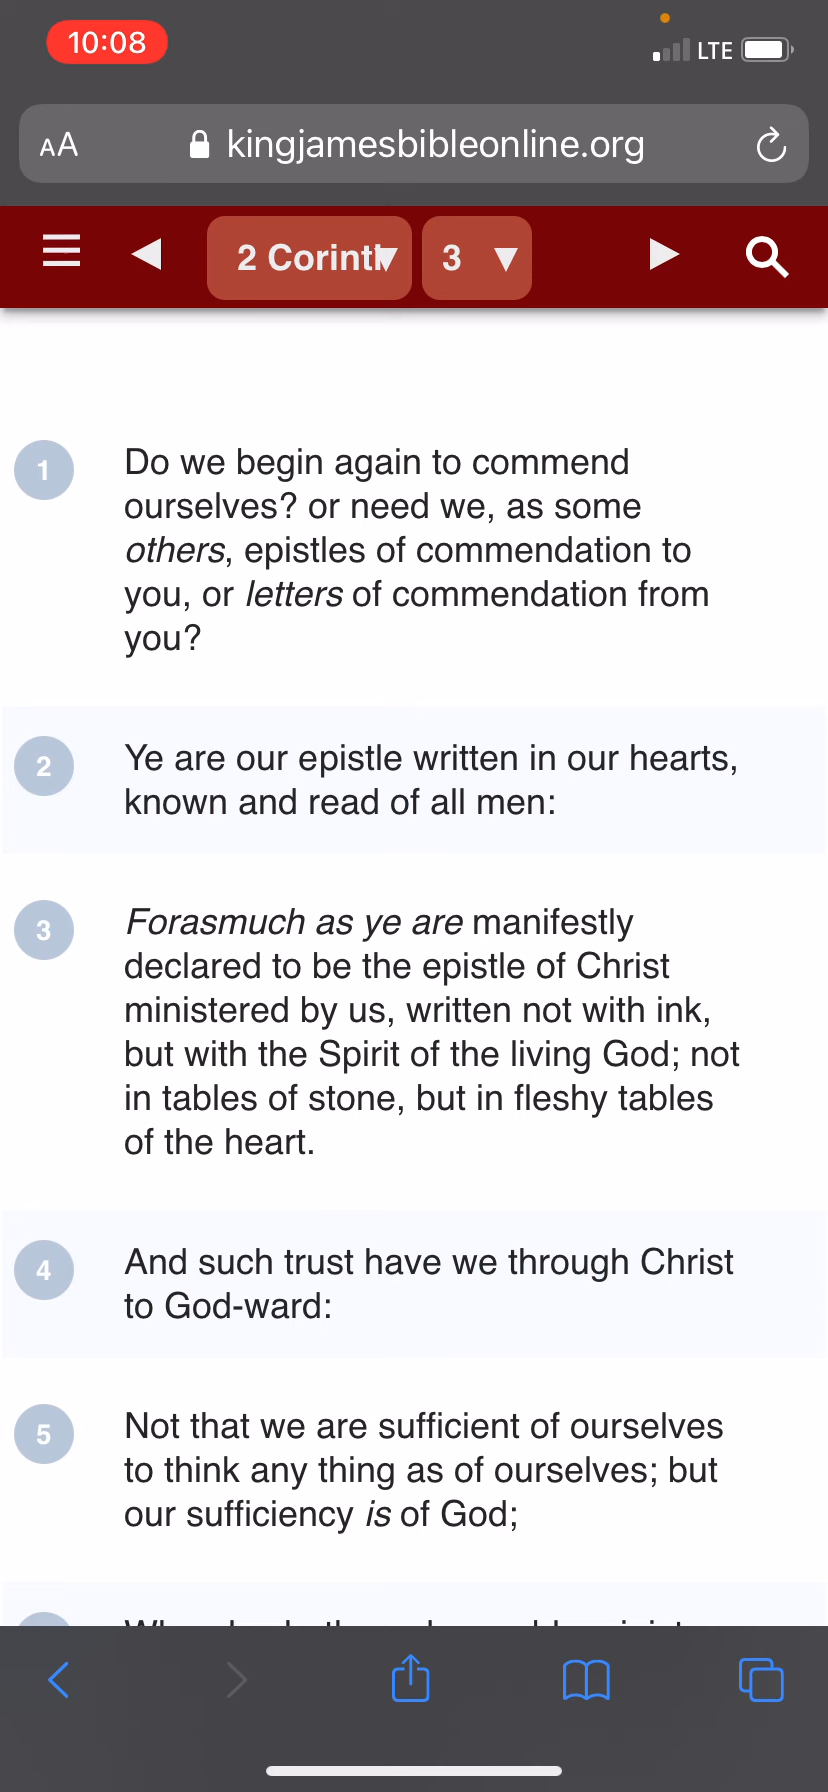 10:08
LTE
AA
kingjamesbibleonline.org
2 Corint
3
1
Do we begin again to commend
ourselves? or need we, as some
others, epistles of commendation to
you, or letters of commendation from
you?
2
Ye are our epistle written in our hearts,
known and read of all men:
3
Forasmuch as ye are manifestly
declared to be the epistle of Christ
ministered by us, written not with ink,
but with the Spirit of the living God; not
in tables of stone, but in fleshy tables
of the heart.
4
And such trust have we through Christ
to God-ward:
5
Not that we are sufficient of ourselves
to think any thing as of ourselves; but
our sufficiency is of God;